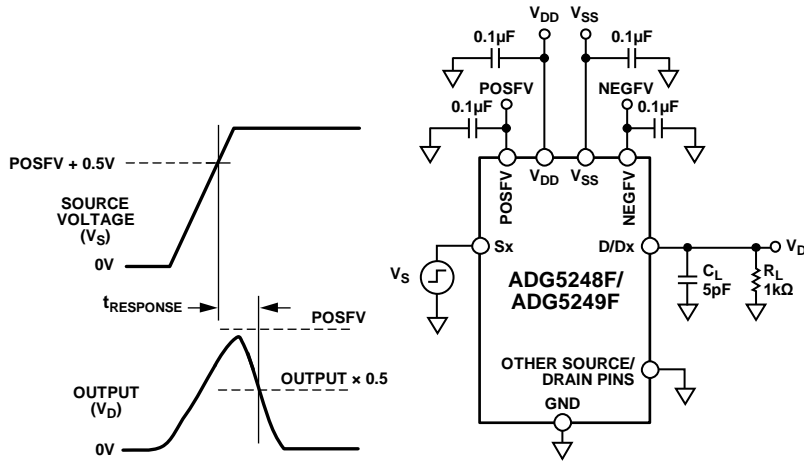 POSFV + 0.5V
SOURCE
VOLTAGE
(VS)
0V
tRESPONSE
POSFV
OUTPUT × 0.5
OUTPUT
(VD)
0V
VDD
VSS
0.1µF
0.1µF
POSFV
NEGFV
0.1µF
0.1µF
POSFV
VDD
VSS
NEGFV
Sx
D/Dx
VD
VS
ADG5248F/
ADG5249F
CL
5pF
RL
1kΩ
OTHER SOURCE/
DRAIN PINS
GND